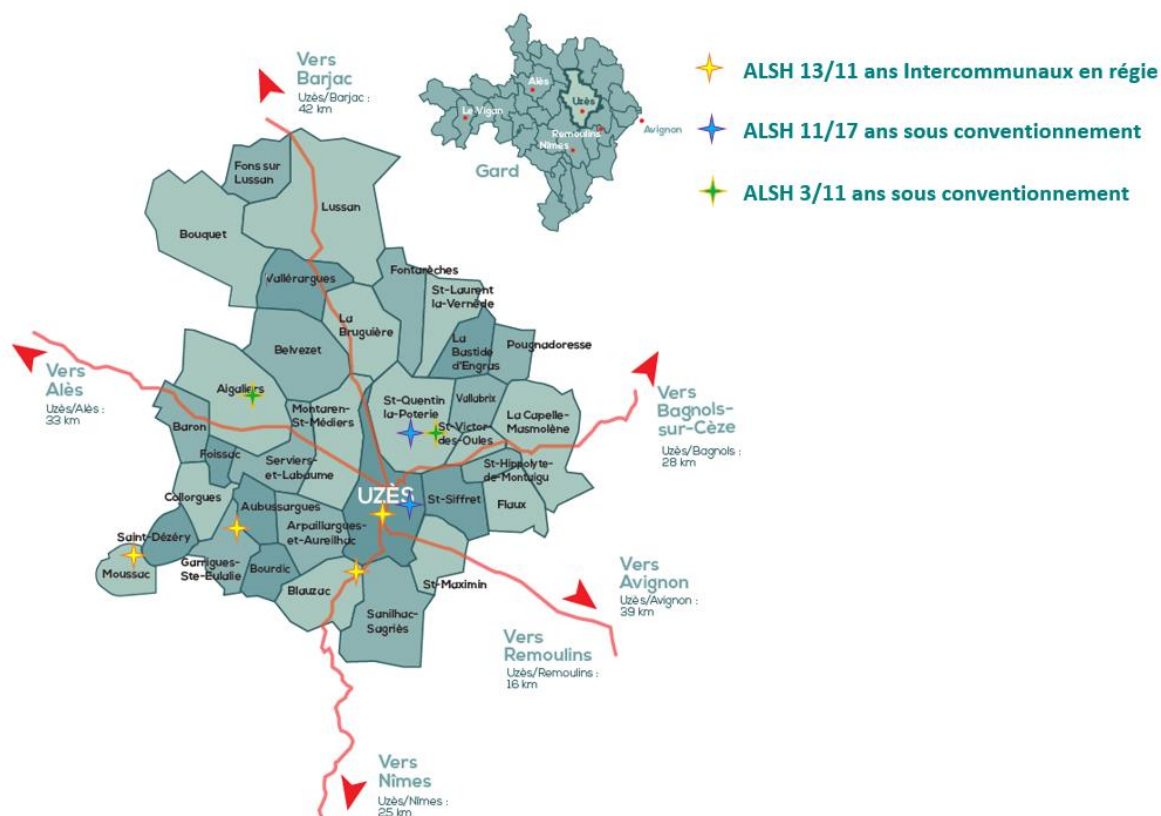 Vers
Barjac
Uzès/Barjac :
42 km
Alès
Uzès
Le Vigan
Remoulins
Nîmes
Avignon
Gard
ALSH 13/11 ans Intercommunaux en régie
ALSH 11/17 ans sous conventionnement
ALSH 3/11 ans sous conventionnement
Fons sur
Lussan
Lussan
Bouquet
Vallérargues
Fontarèches
St-Laurent
la-Vernède
La
Bruguière
La
Bastide
d'Engras
Pougnadoresse
Belvezet
Vers
Alès
Uzès/Alès :
33 km
Aigaliers
Montaren-
St-Médiers
St-Quentin
la-Poterie
Vallabrix
St-Victor
des-Oules
La Capelle-
Masmolène
Vers
Bagnols-
sur-Cèze
Uzès/Bagnols :
28 km
Baron
Foissac
Serviers-
et-Labaume
St-Hippolyte-
de-Montaigu
Collorgues
UZÈS
St-Siffret
Flaux
Aubussargues
Arpaillargues-
et-Aureilhac
Saint-Dézéry
Moussac
Garrigues-
Ste-Eulalie
Bourdic
Blauzac
St-Maximin
Sanilhac-
Sagriès
Vers
Avignon
Uzès/Avignon :
39 km
Vers
Remoulins
Uzès/Remoulins :
16 km
Vers
Nîmes
Uzès/Nîmes :
25 km